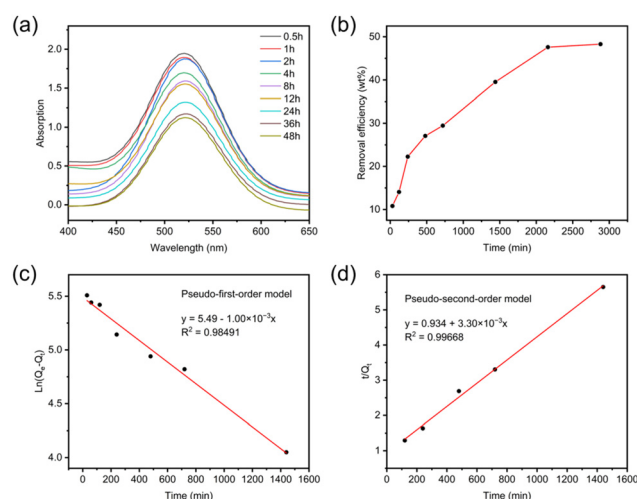 (a)
2.0
1.5
1.0
0.5
0.0
Absorption
400 450 500 550 600 650
Wavelength (nm)
0.5h
1h
2h
4h
8h
12h
24h
36h
48h
(b)
50
45
40
35
30
25
20
15
10
Removal efficiency (wt%)
0 500 1000 1500 2000 2500 3000
Time (min)
(c)
5.5
5.0
4.5
4.0
Ln(Qe-Qt)
Pseudo-first-order model
y = 5.49 - 1.00×10⁻³x
R² = 0.98491
0 200 400 600 800 1000 1200 1400 1600
Time (min)
(d)
6
5
4
3
2
1
t/Qt
Pseudo-second-order model
y = 0.934 + 3.30×10⁻³x
R² = 0.99668
0 200 400 600 800 1000 1200 1400 1600
Time (min)